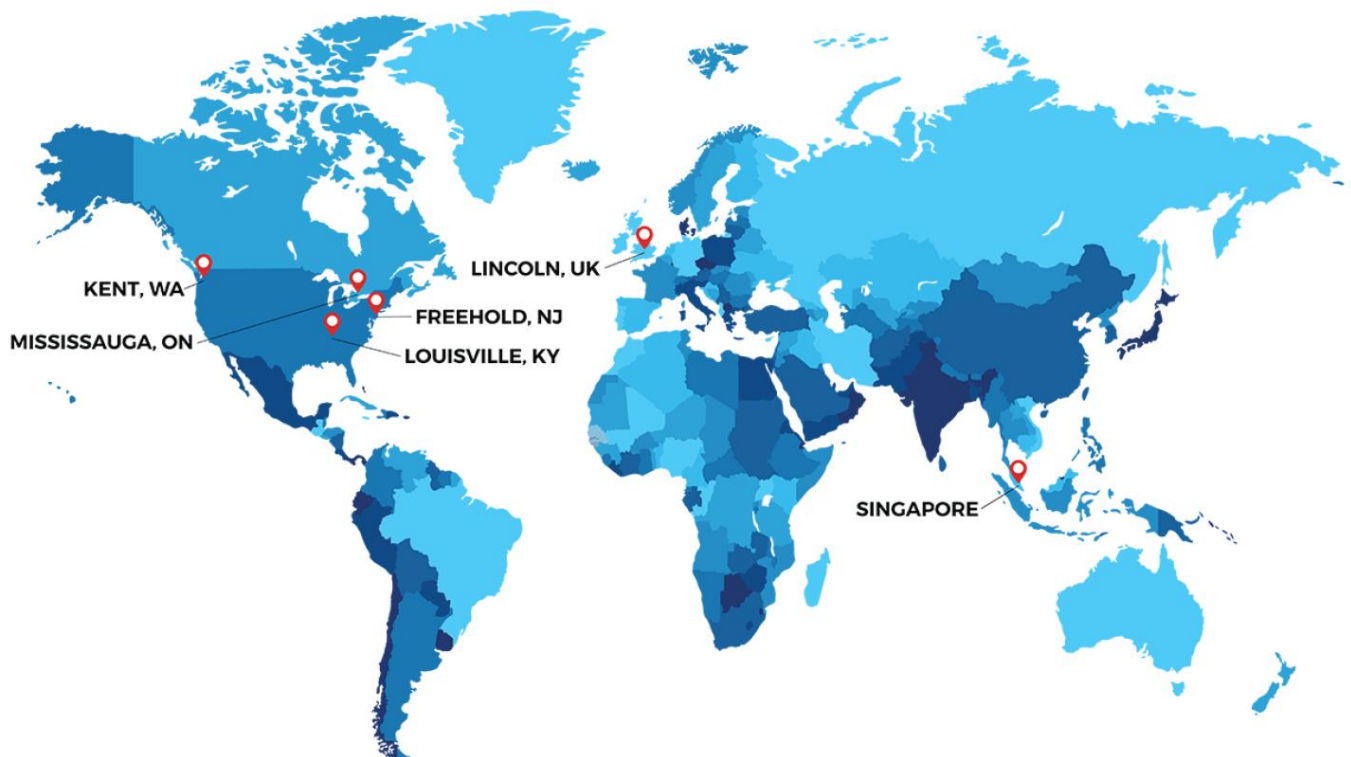 LINCOLN, UK
KENT, WA
FREEHOLD, NJ
MISSISSAUGA, ON
LOUISVILLE, KY
SINGAPORE